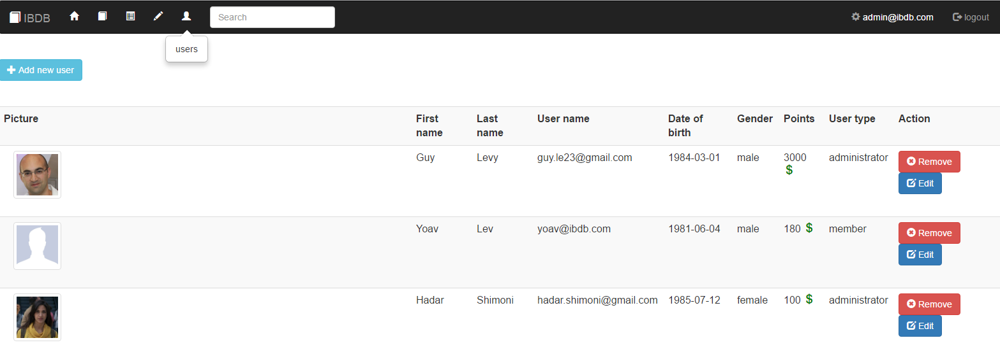 IBDB Search admin@ibdb.com logout
users
Add new user
Picture First name Last name User name Date of birth Gender Points User type Action
Guy Levy guy.le23@gmail.com 1984-03-01 male 3000 $ administrator Remove
Edit
Yoav Lev yoav@ibdb.com 1981-06-04 male 180 $ member Remove
Edit
Hadar Shimoni hadar.shimoni@gmail.com 1985-07-12 female 100 $ administrator Remove
Edit